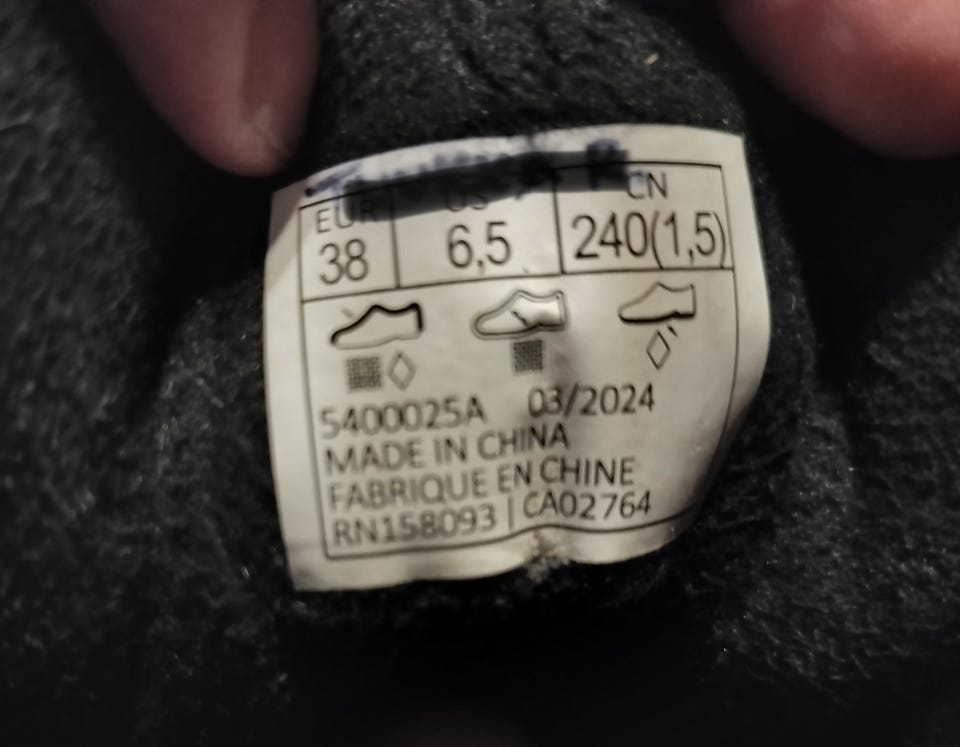 EUR US CN
38 6,5 240(1,5)
5400025A 03/2024
MADE IN CHINA
FABRIQUE EN CHINE
RN158093 | CA02764